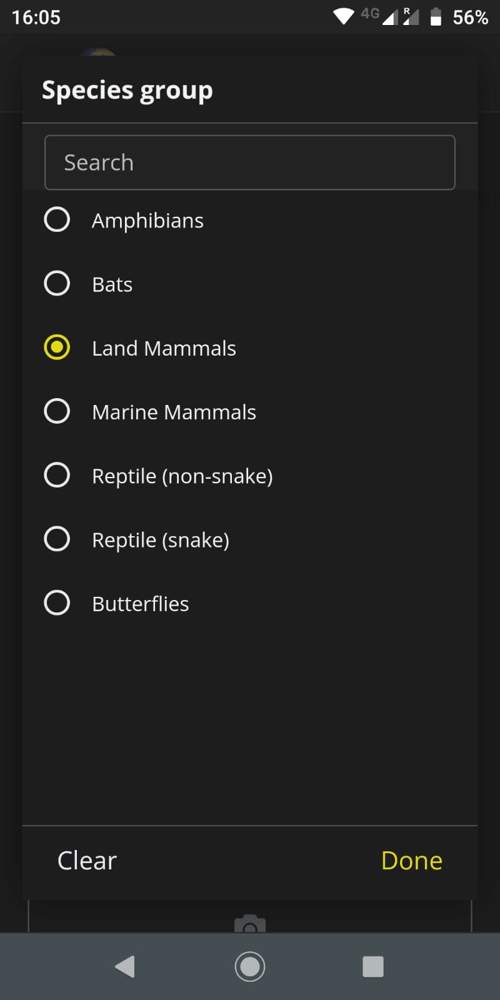 16:05
4G
R
56%
Species group
Search
Amphibians
Bats
Land Mammals
Marine Mammals
Reptile (non-snake)
Reptile (snake)
Butterflies
Clear
Done